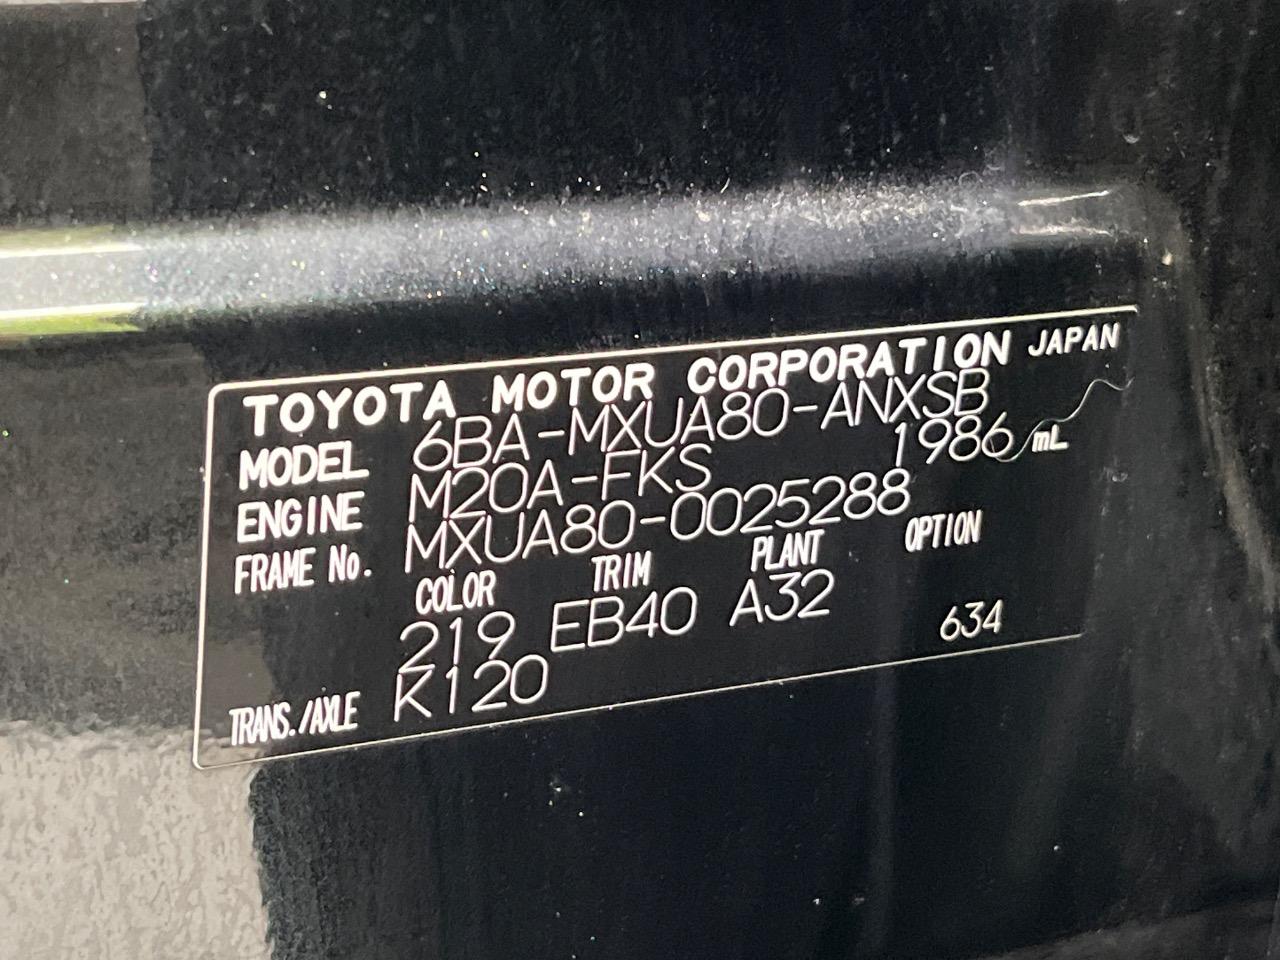 TOYOTA MOTOR CORPORATION JAPAN
MODEL 6BA-MXUA80-ANXSB
ENGINE M20A-FKS 1986 mL
FRAME No. MXUA80-0025288
COLOR TRIM PLANT OPTION
219 EB40 A32
TRANS./AXLE K120 634